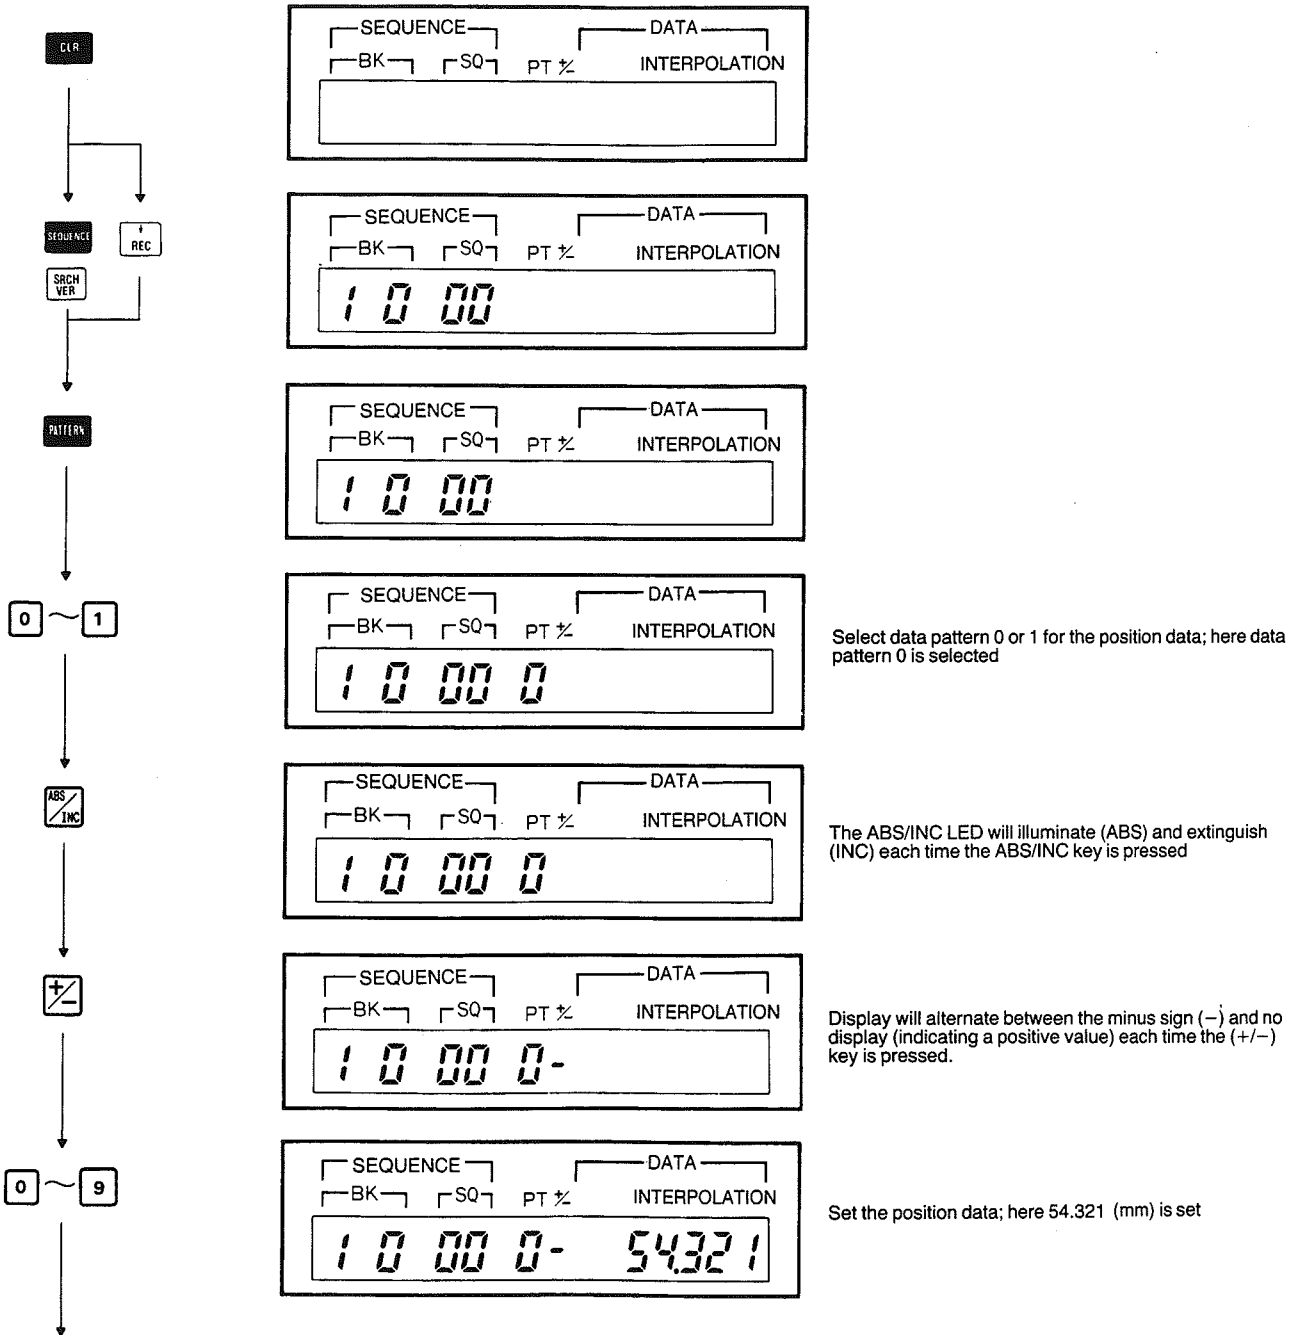 CLR
SEQUENCE DATA
BK SQ PT +/- INTERPOLATION
SEQUENCE
↓
REC
SRCH
VER
SEQUENCE DATA
BK SQ PT +/- INTERPOLATION
1 0 00
PATTERN
SEQUENCE DATA
BK SQ PT +/- INTERPOLATION
1 0 00
0 ~ 1
SEQUENCE DATA
BK SQ PT +/- INTERPOLATION
1 0 00 0
Select data pattern 0 or 1 for the position data; here data
pattern 0 is selected
ABS/INC
SEQUENCE DATA
BK SQ PT +/- INTERPOLATION
1 0 00 0
The ABS/INC LED will illuminate (ABS) and extinguish
(INC) each time the ABS/INC key is pressed
+/-
SEQUENCE DATA
BK SQ PT +/- INTERPOLATION
1 0 00 0-
Display will alternate between the minus sign (−) and no
display (indicating a positive value) each time the (+/−)
key is pressed.
0 ~ 9
SEQUENCE DATA
BK SQ PT +/- INTERPOLATION
1 0 00 0- 54.321
Set the position data; here 54.321 (mm) is set